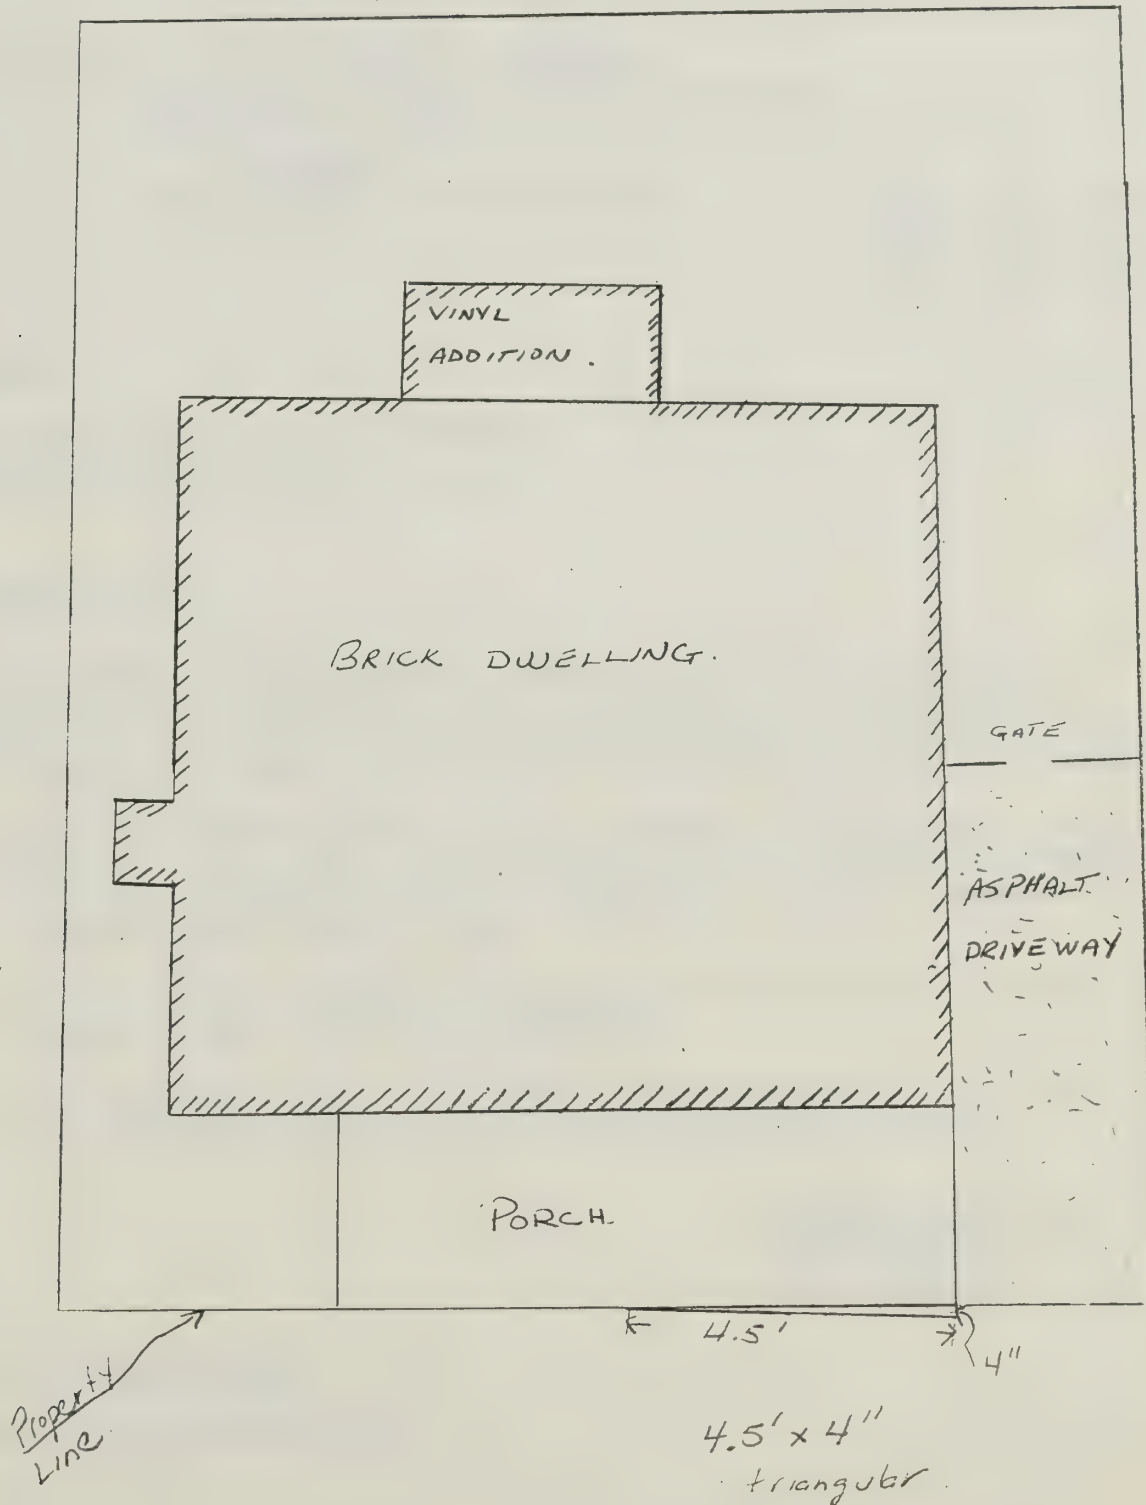 VINYL
ADDITION.
BRICK DWELLING.
GATE
ASPHALT
DRIVEWAY
PORCH.
4.5'
4"
Property
Line
4.5' x 4"
triangular